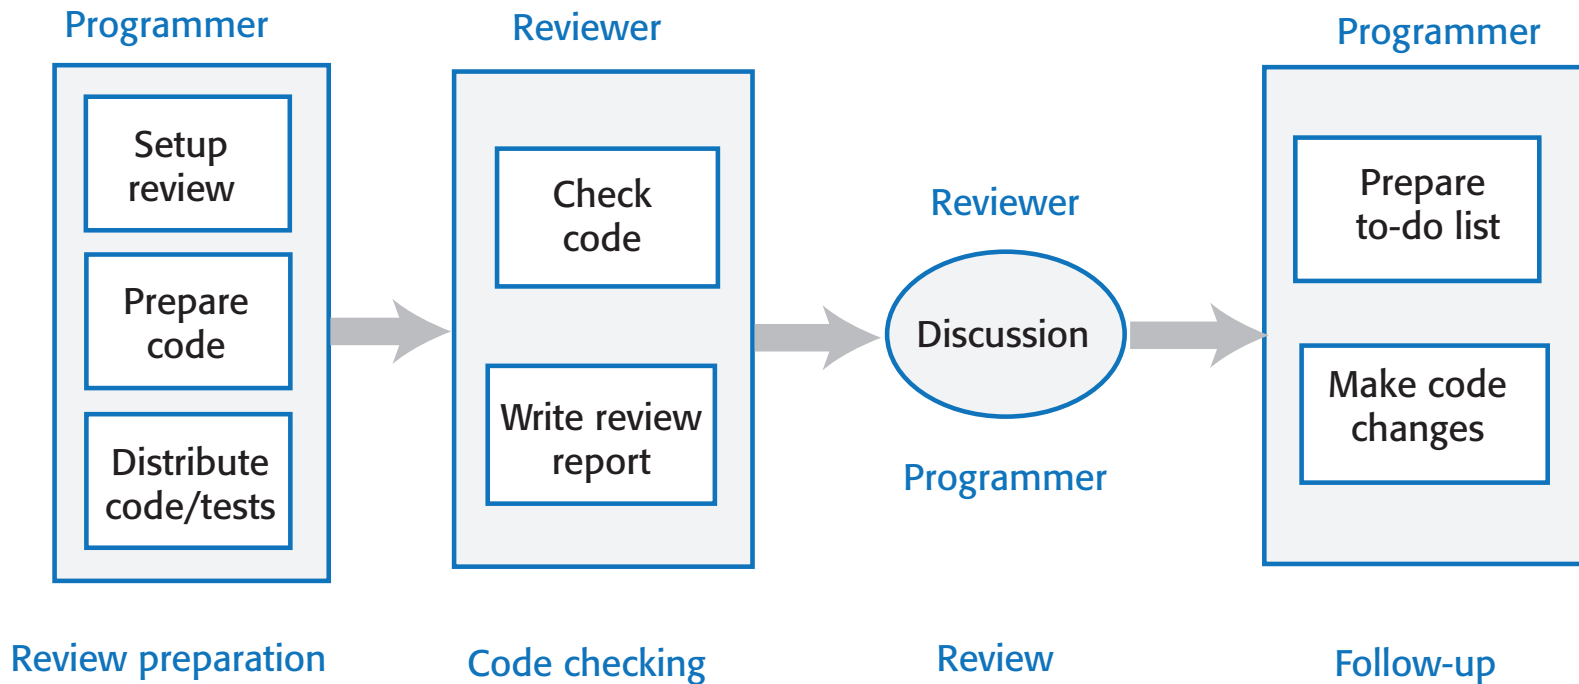 Programmer
Setup
review
Prepare
code
Distribute
code/tests
Review preparation
Reviewer
Check
code
Write review
report
Code checking
Reviewer
Discussion
Programmer
Review
Programmer
Prepare
to-do list
Make code
changes
Follow-up